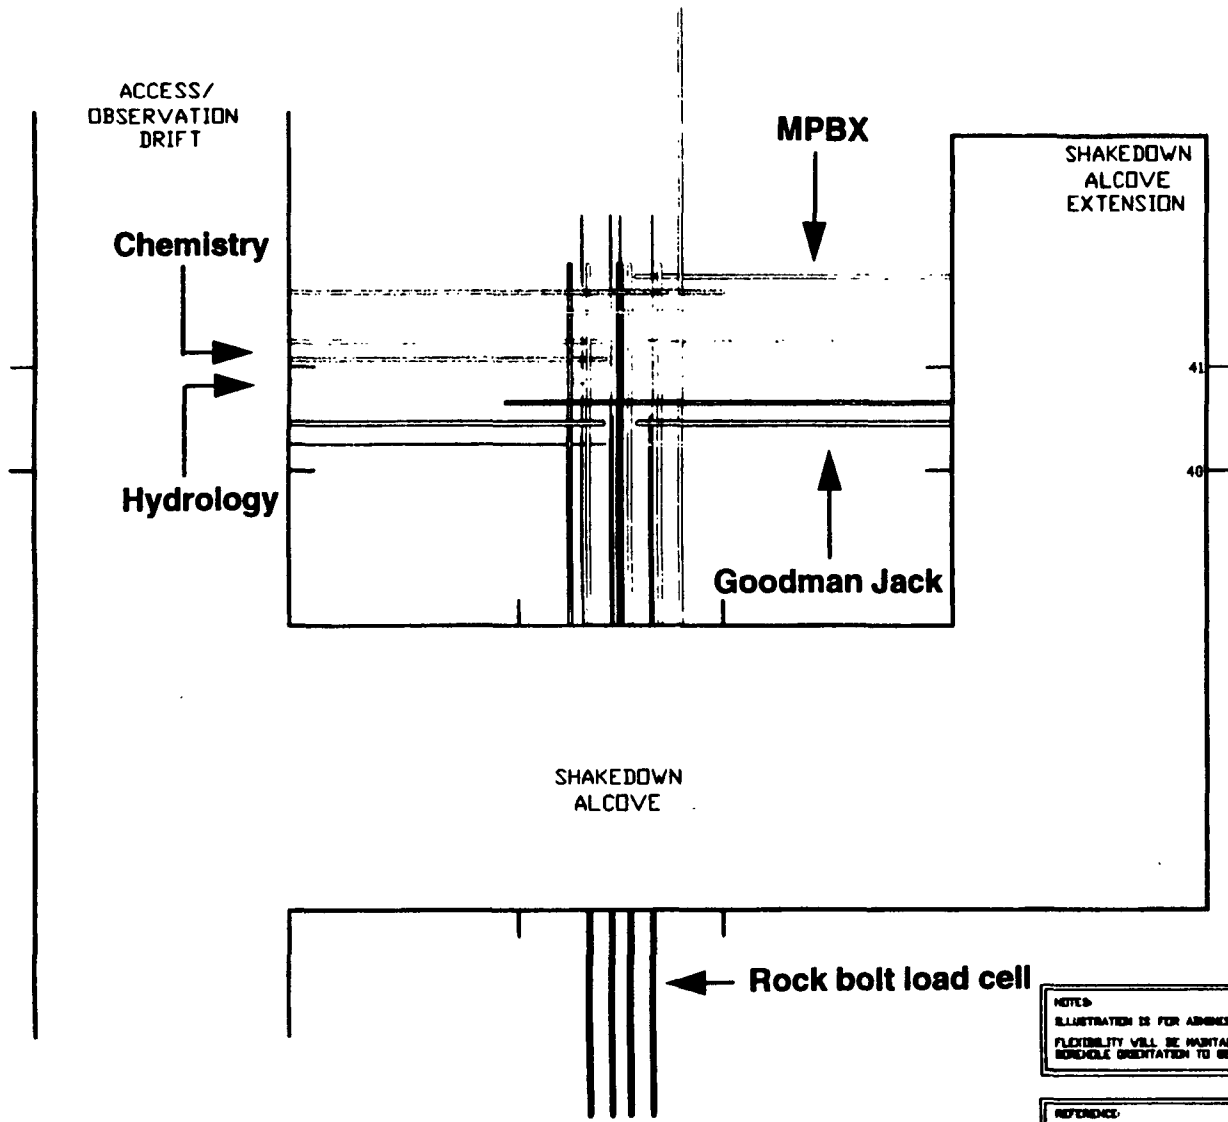 ACCESS/
OBSERVATION
DRIFT
MPBX
SHAKEDOWN
ALCOVE
EXTENSION
Chemistry
41
40
Hydrology
Goodman Jack
SHAKEDOWN
ALCOVE
Rock bolt load cell
NOTES:
ILLUSTRATION IS FOR
FLEXIBILITY WILL BE
BOREHOLE ORIENTATION TO
REFERENCE: